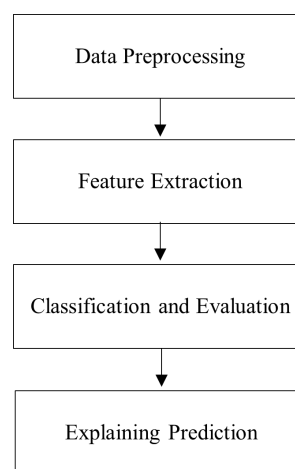 Data Preprocessing
Feature Extraction
Classification and Evaluation
Explaining Prediction